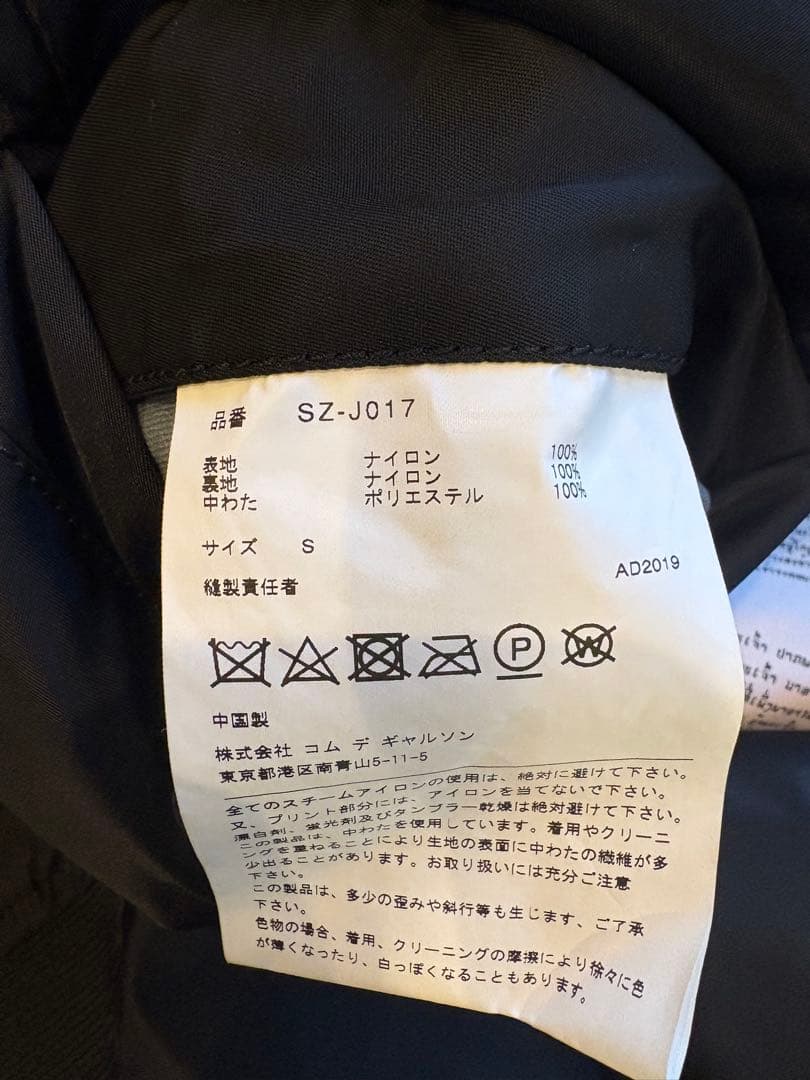 品番 SZ-J017
表地 ナイロン 100%
裏地 ナイロン 100%
中わた ポリエステル 100%
サイズ S
AD2019
縫製責任者
P W
中国製
株式会社 コム デ ギャルソン
東京都港区南青山5-11-5
全てのスチームアイロンの使用は、絶対に避けて下さい。
又、プリント部分には、アイロンを当てないで下さい。
漂白剤、蛍光剤及びタンブラー乾燥は絶対避けて下さい。
この製品は、中わたを使用しています。着用やクリーニ
ングを重ねることにより生地の表面に中わたの繊維が多
少出ることがあります。お取り扱いには充分ご注意
下さい。
この製品は、多少の歪みや斜行等も生じます、ご了承
下さい。
色物の場合、着用、クリーニングの摩擦により徐々に色
が薄くなったり、白っぽくなることもあります。